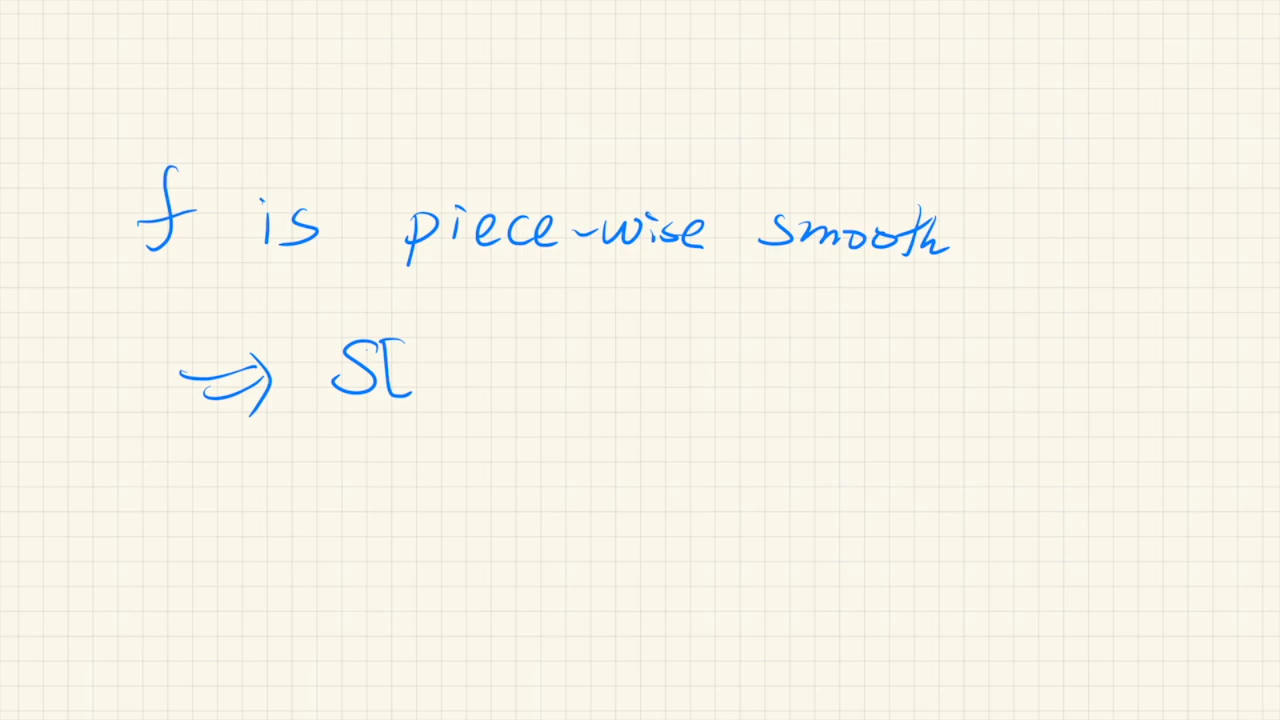 f is piece-wise smooth
⇒ S[